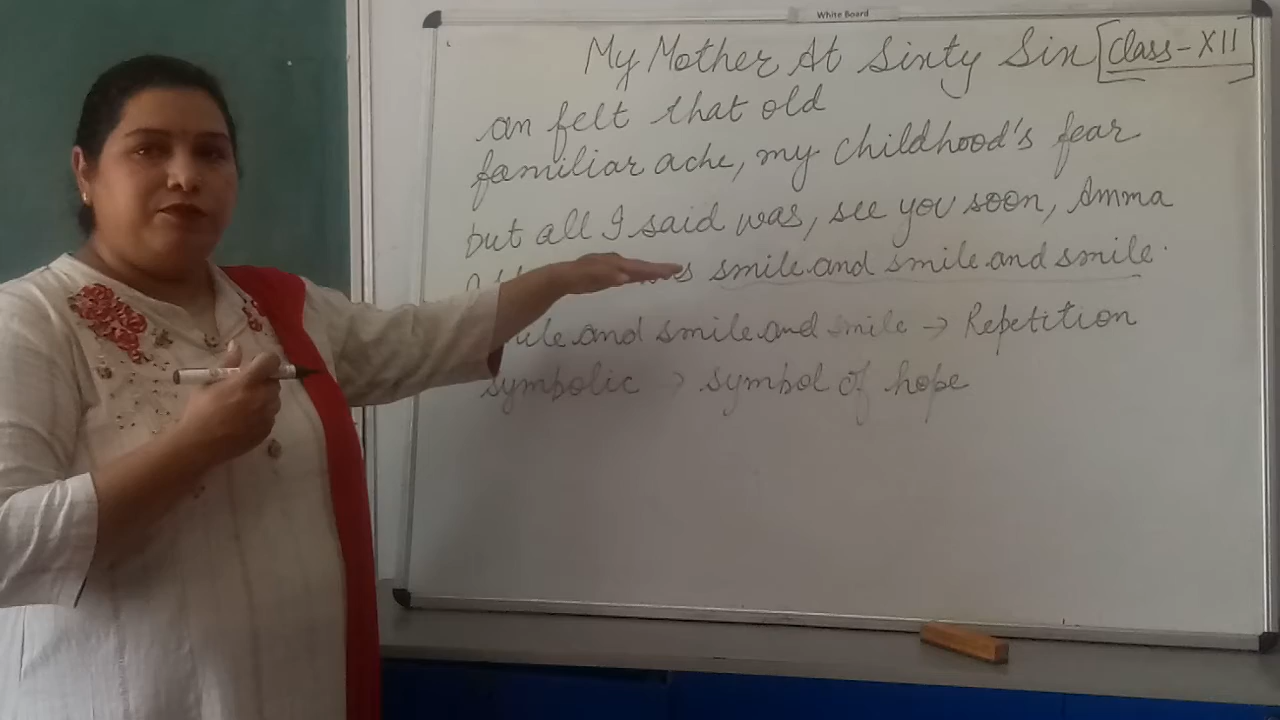 White Board
My Mother At Sixty Six [Class-XII]
an felt that old
familiar ache, my childhood's fear
but all I said was, see you soon, Amma
smile and smile and smile.
and smile and smile → Repetition
symbolic → symbol of hope